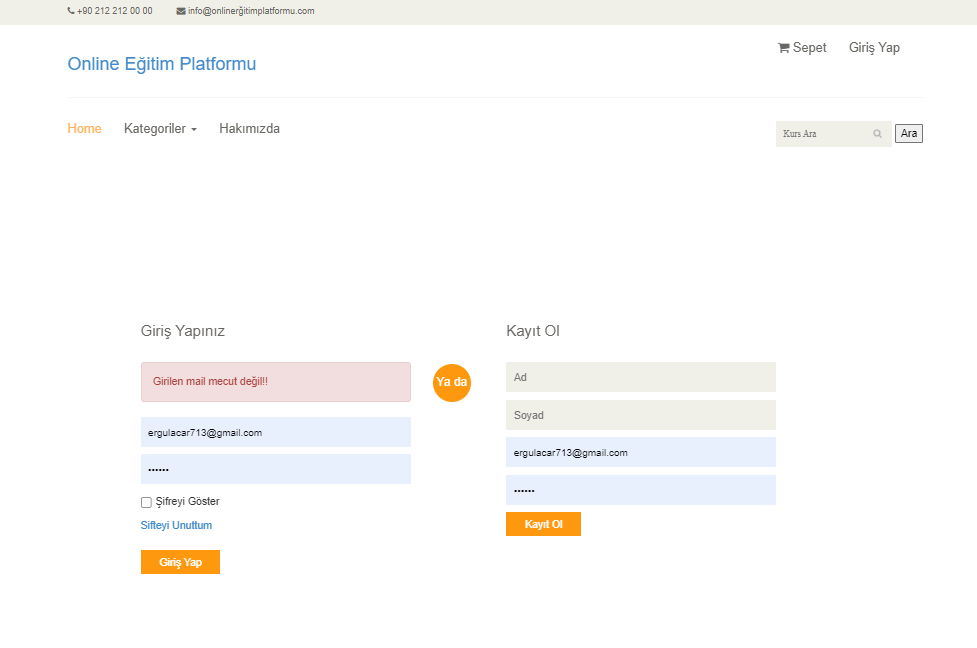 +90 212 212 00 00
info@onlinerğitimplatformu.com
Sepet
Giriş Yap
Online Eğitim Platformu
Home
Kategoriler
Hakımızda
Kurs Ara
Ara
Giriş Yapınız
Girilen mail mecut değil!!
ergulacar713@gmail.com
••••••
Şifreyi Göster
Sifteyi Unuttum
Giriş Yap
Ya da
Kayıt Ol
Ad
Soyad
ergulacar713@gmail.com
••••••
Kayıt Ol